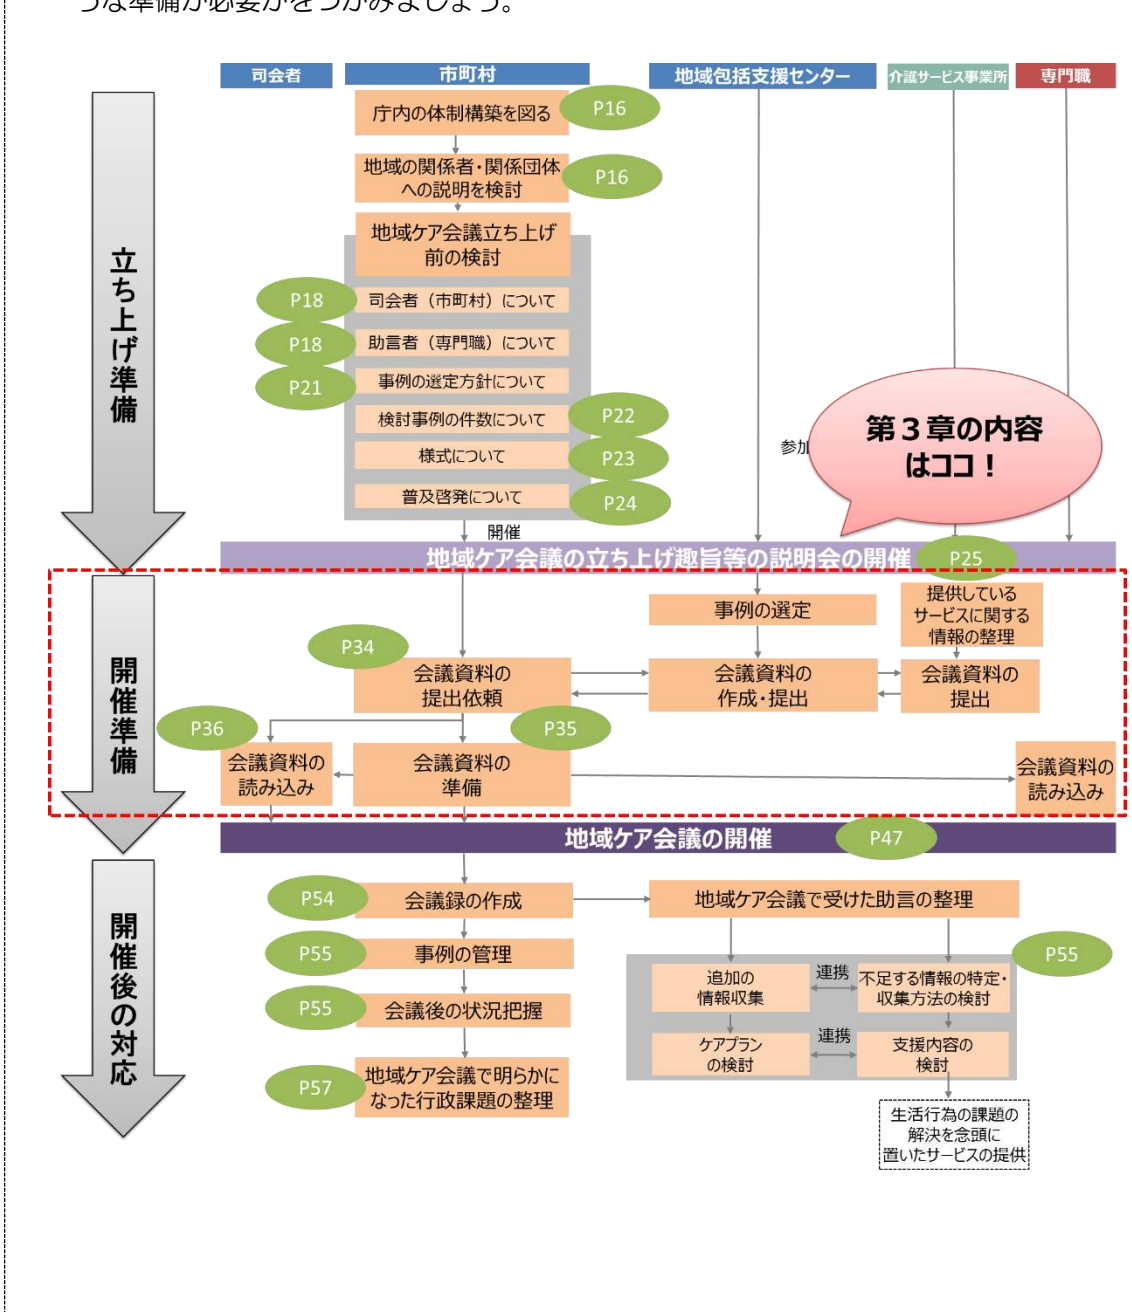 うな準備が必要かをつかみましょう。
司会者
市町村
地域包括支援センター
介護サービス事業所
専門職
立ち上げ準備
庁内の体制構築を図る
P16
地域の関係者・関係団体
への説明を検討
P16
地域ケア会議立ち上げ
前の検討
P18
司会者（市町村）について
P18
助言者（専門職）について
P21
事例の選定方針について
検討事例の件数について
P22
様式について
P23
普及啓発について
P24
参加
第３章の内容
はココ！
開催
地域ケア会議の立ち上げ趣旨等の説明会の開催
P25
開催準備
事例の選定
提供している
サービスに関する
情報の整理
P34
会議資料の
提出依頼
会議資料の
作成・提出
会議資料の
提出
P36
P35
会議資料の
読み込み
会議資料の
準備
会議資料の
読み込み
地域ケア会議の開催
P47
開催後の対応
P54
会議録の作成
地域ケア会議で受けた助言の整理
P55
事例の管理
P55
会議後の状況把握
P57
地域ケア会議で明らかに
なった行政課題の整理
P55
追加の
情報収集
連携
不足する情報の特定・
収集方法の検討
ケアプラン
の検討
連携
支援内容の
検討
生活行為の課題の
解決を念頭に
置いたサービスの提供